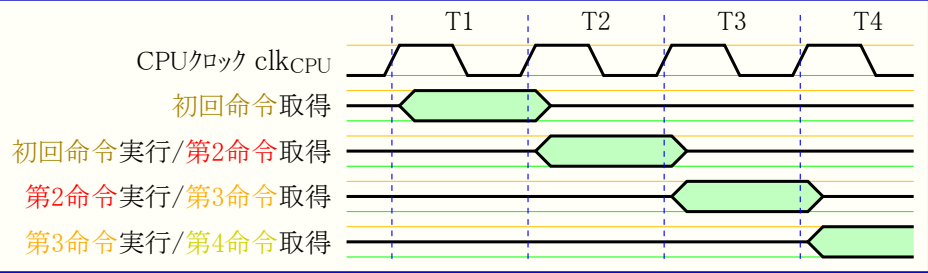 T1 T2 T3 T4
CPUクロック clkCPU
初回命令取得
初回命令実行/第2命令取得
第2命令実行/第3命令取得
第3命令実行/第4命令取得